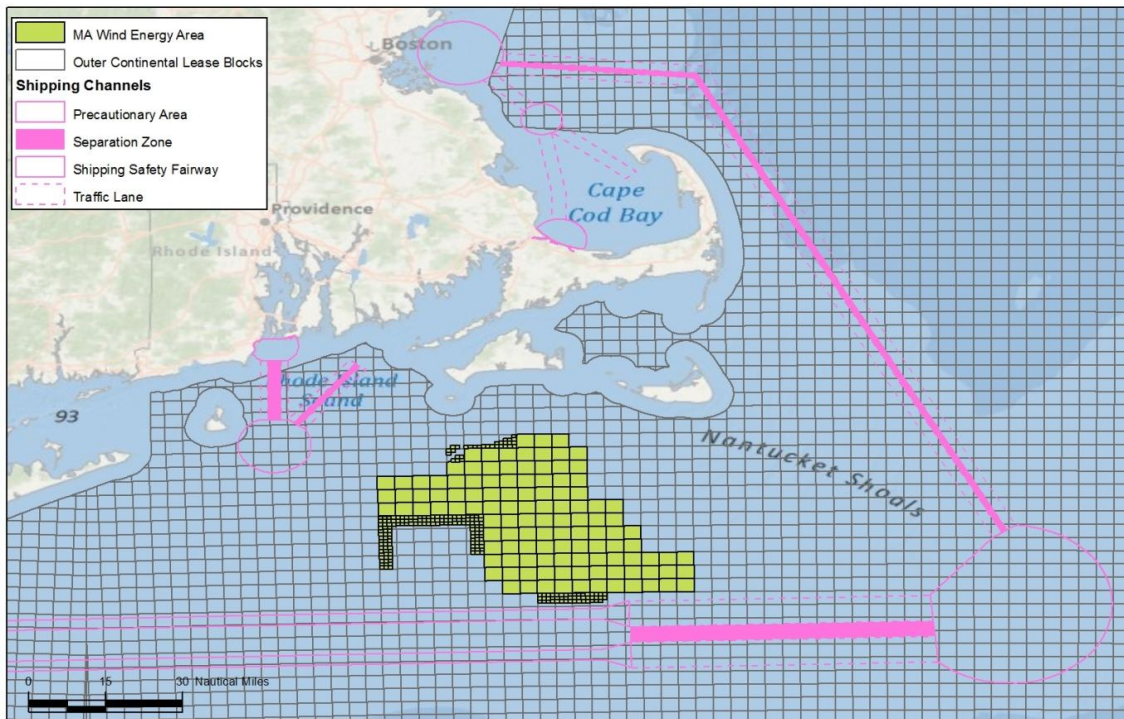 MA Wind Energy Area
Outer Continental Lease Blocks
Shipping Channels
Precautionary Area
Separation Zone
Shipping Safety Fairway
Traffic Lane
Boston
Cape
Cod Bay
Providence
Rhode Island
hode Island
Sound
93
Nantucket Shoals
0 15 30 Nautical Miles